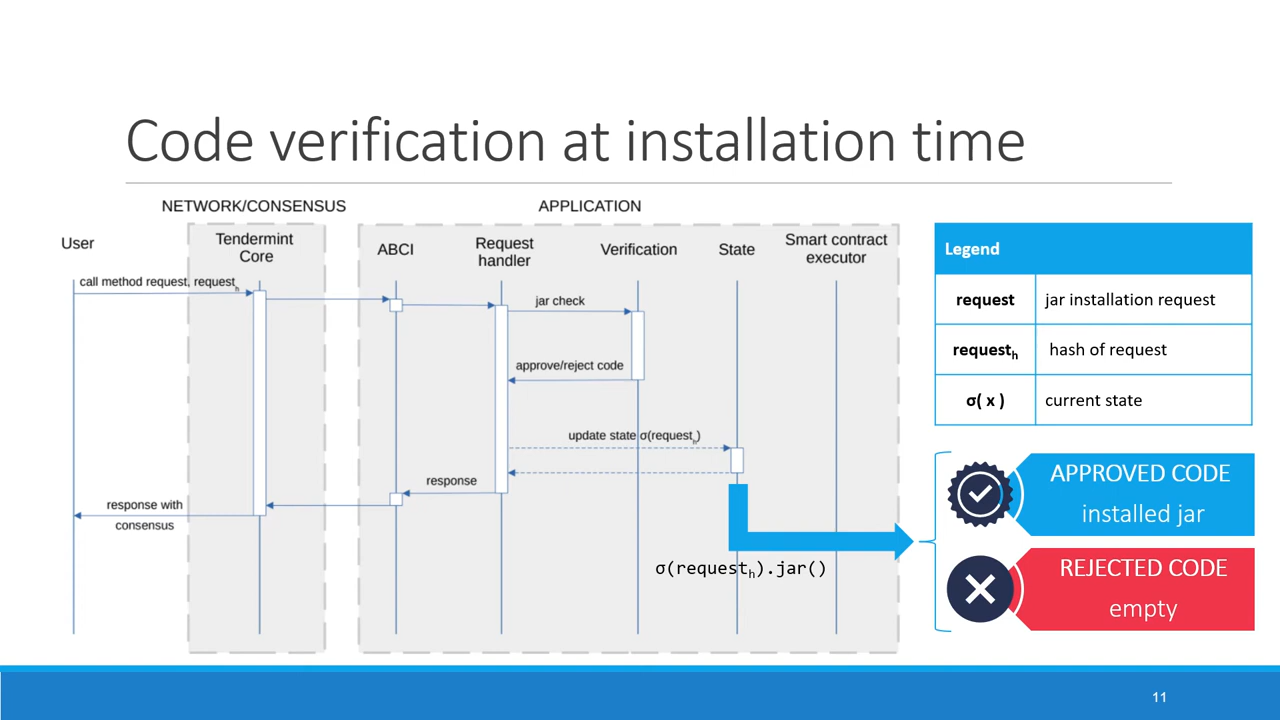 Code verification at installation time
NETWORK/CONSENSUS
APPLICATION
User
Tendermint
Core
ABCI
Request
handler
Verification
State
Smart contract
executor
call method request, requestₕ
jar check
approve/reject code
update state σ(requestₕ)
response
response with
consensus
σ(requestₕ).jar()
Legend
request jar installation request
requestₕ hash of request
σ( x ) current state
APPROVED CODE
installed jar
REJECTED CODE
empty
11